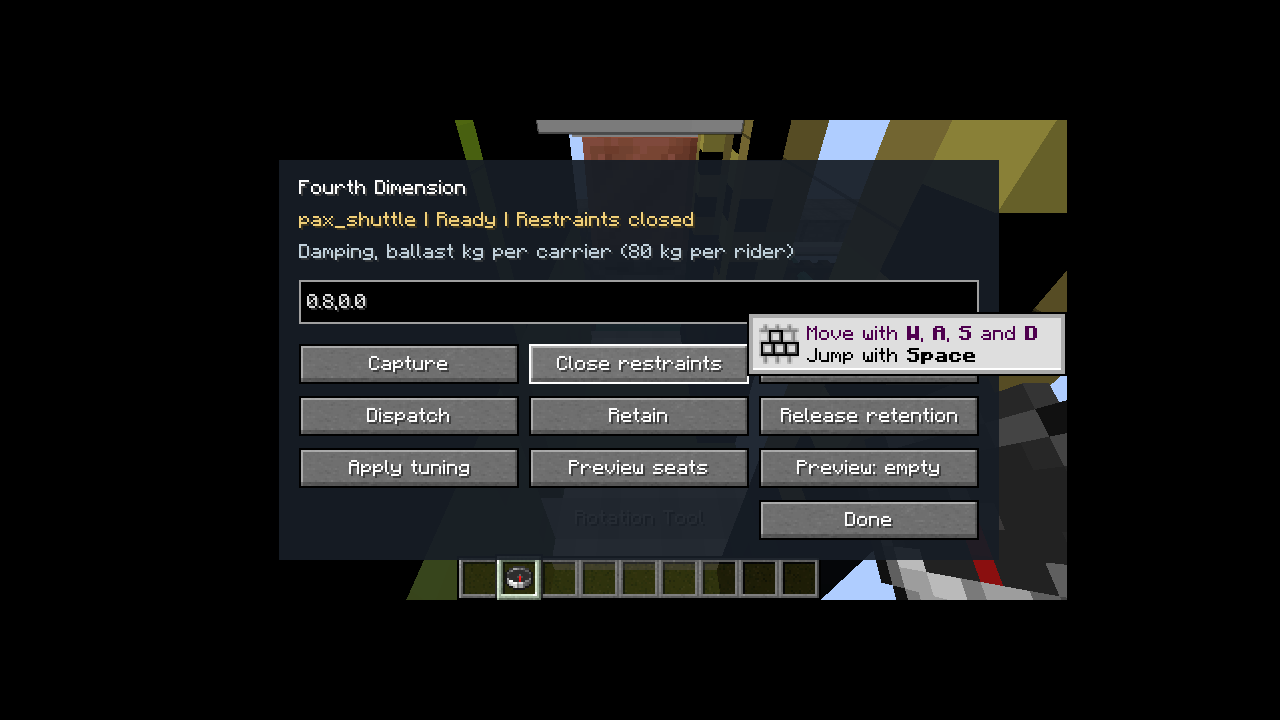 Fourth Dimension
pax_shuttle | Ready | Restraints closed
Damping, ballast kg per carrier (80 kg per rider)
0.8,0.0
Move with W, A, S and D
Jump with Space
Capture
Close restraints
Dispatch
Retain
Release retention
Apply tuning
Preview seats
Preview: empty
Rotation Tool
Done